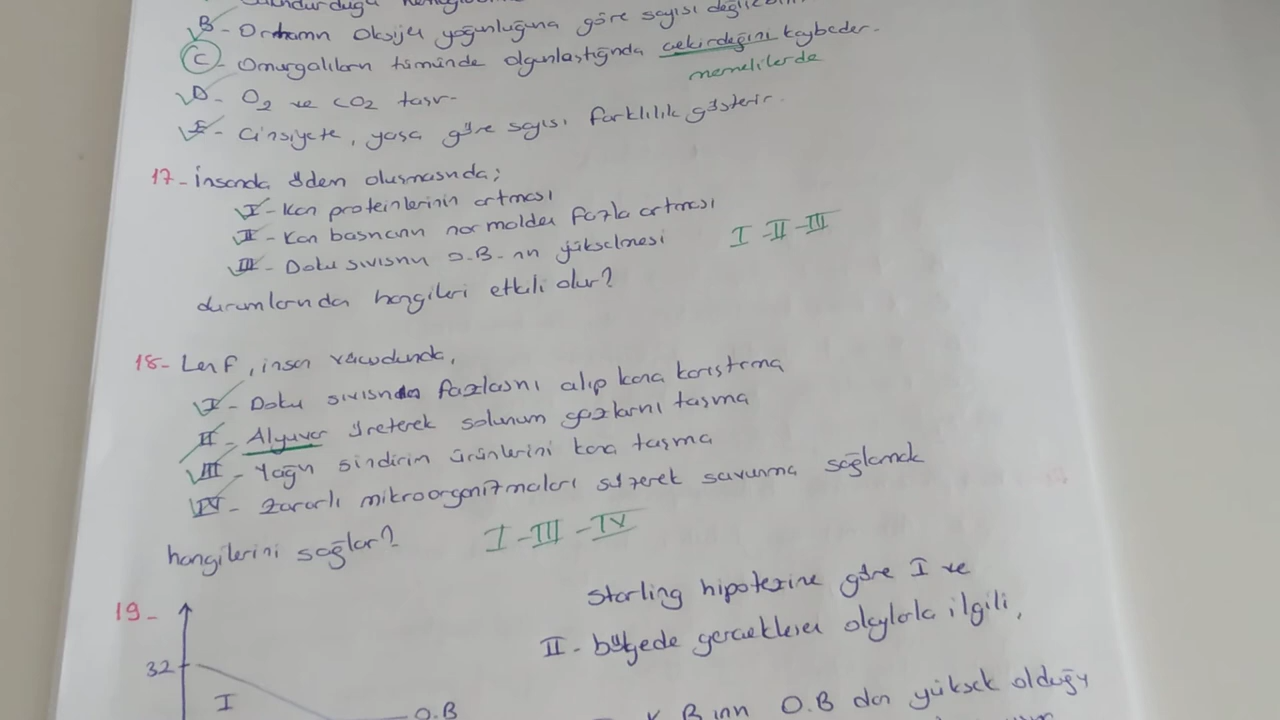 B- Ortamın Oksijen yoğunluğuna göre sayısı
C- Omurgalıların tümünde olgunlaştığında çekirdeğini kaybeder.
memelilerde
D- O2 ve CO2 taşır-
E- Cinsiyete, yaşa göre sayısı farklılık gösterir.
17- İnsanda ödem oluşmasında;
I- Kan proteinlerinin artması
II- Kan basıncının normalden fazla artması
III- Doku sıvısının O.B-nın yükselmesi
I-II-III
durumlarından hangileri etkili olur?
18- Lenf, insan vücudunda,
I- Doku sıvısından fazlasını alıp kana karıştırma
II- Alyuvar üreterek solunum gazlarını taşıma
III- Yağın sindirim ürünlerini kana taşıma
IV- Zararlı mikroorganizmaları süzerek savunma sağlamak
hangilerini sağlar?
I-III-IV
19-
Starling hipotezine göre I ve
II- bölgede gerçekleşen olaylarla ilgili,
32
I
O.B
K.B'ının O.B dan yüksek olduğu